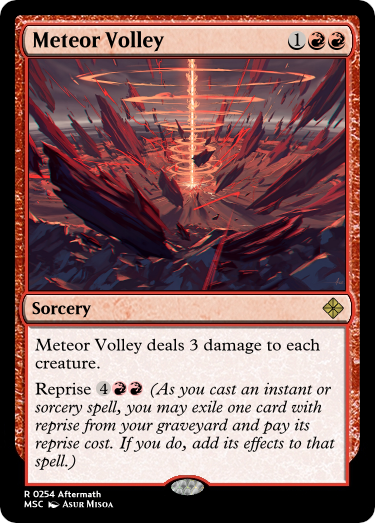 Meteor Volley 1
Sorcery
Meteor Volley deals 3 damage to each
creature.
Reprise 4 (As you cast an instant or
sorcery spell, you may exile one card with
reprise from your graveyard and pay its
reprise cost. If you do, add its effects to that
spell.)
R 0254 Aftermath
MSC Asur Misoa